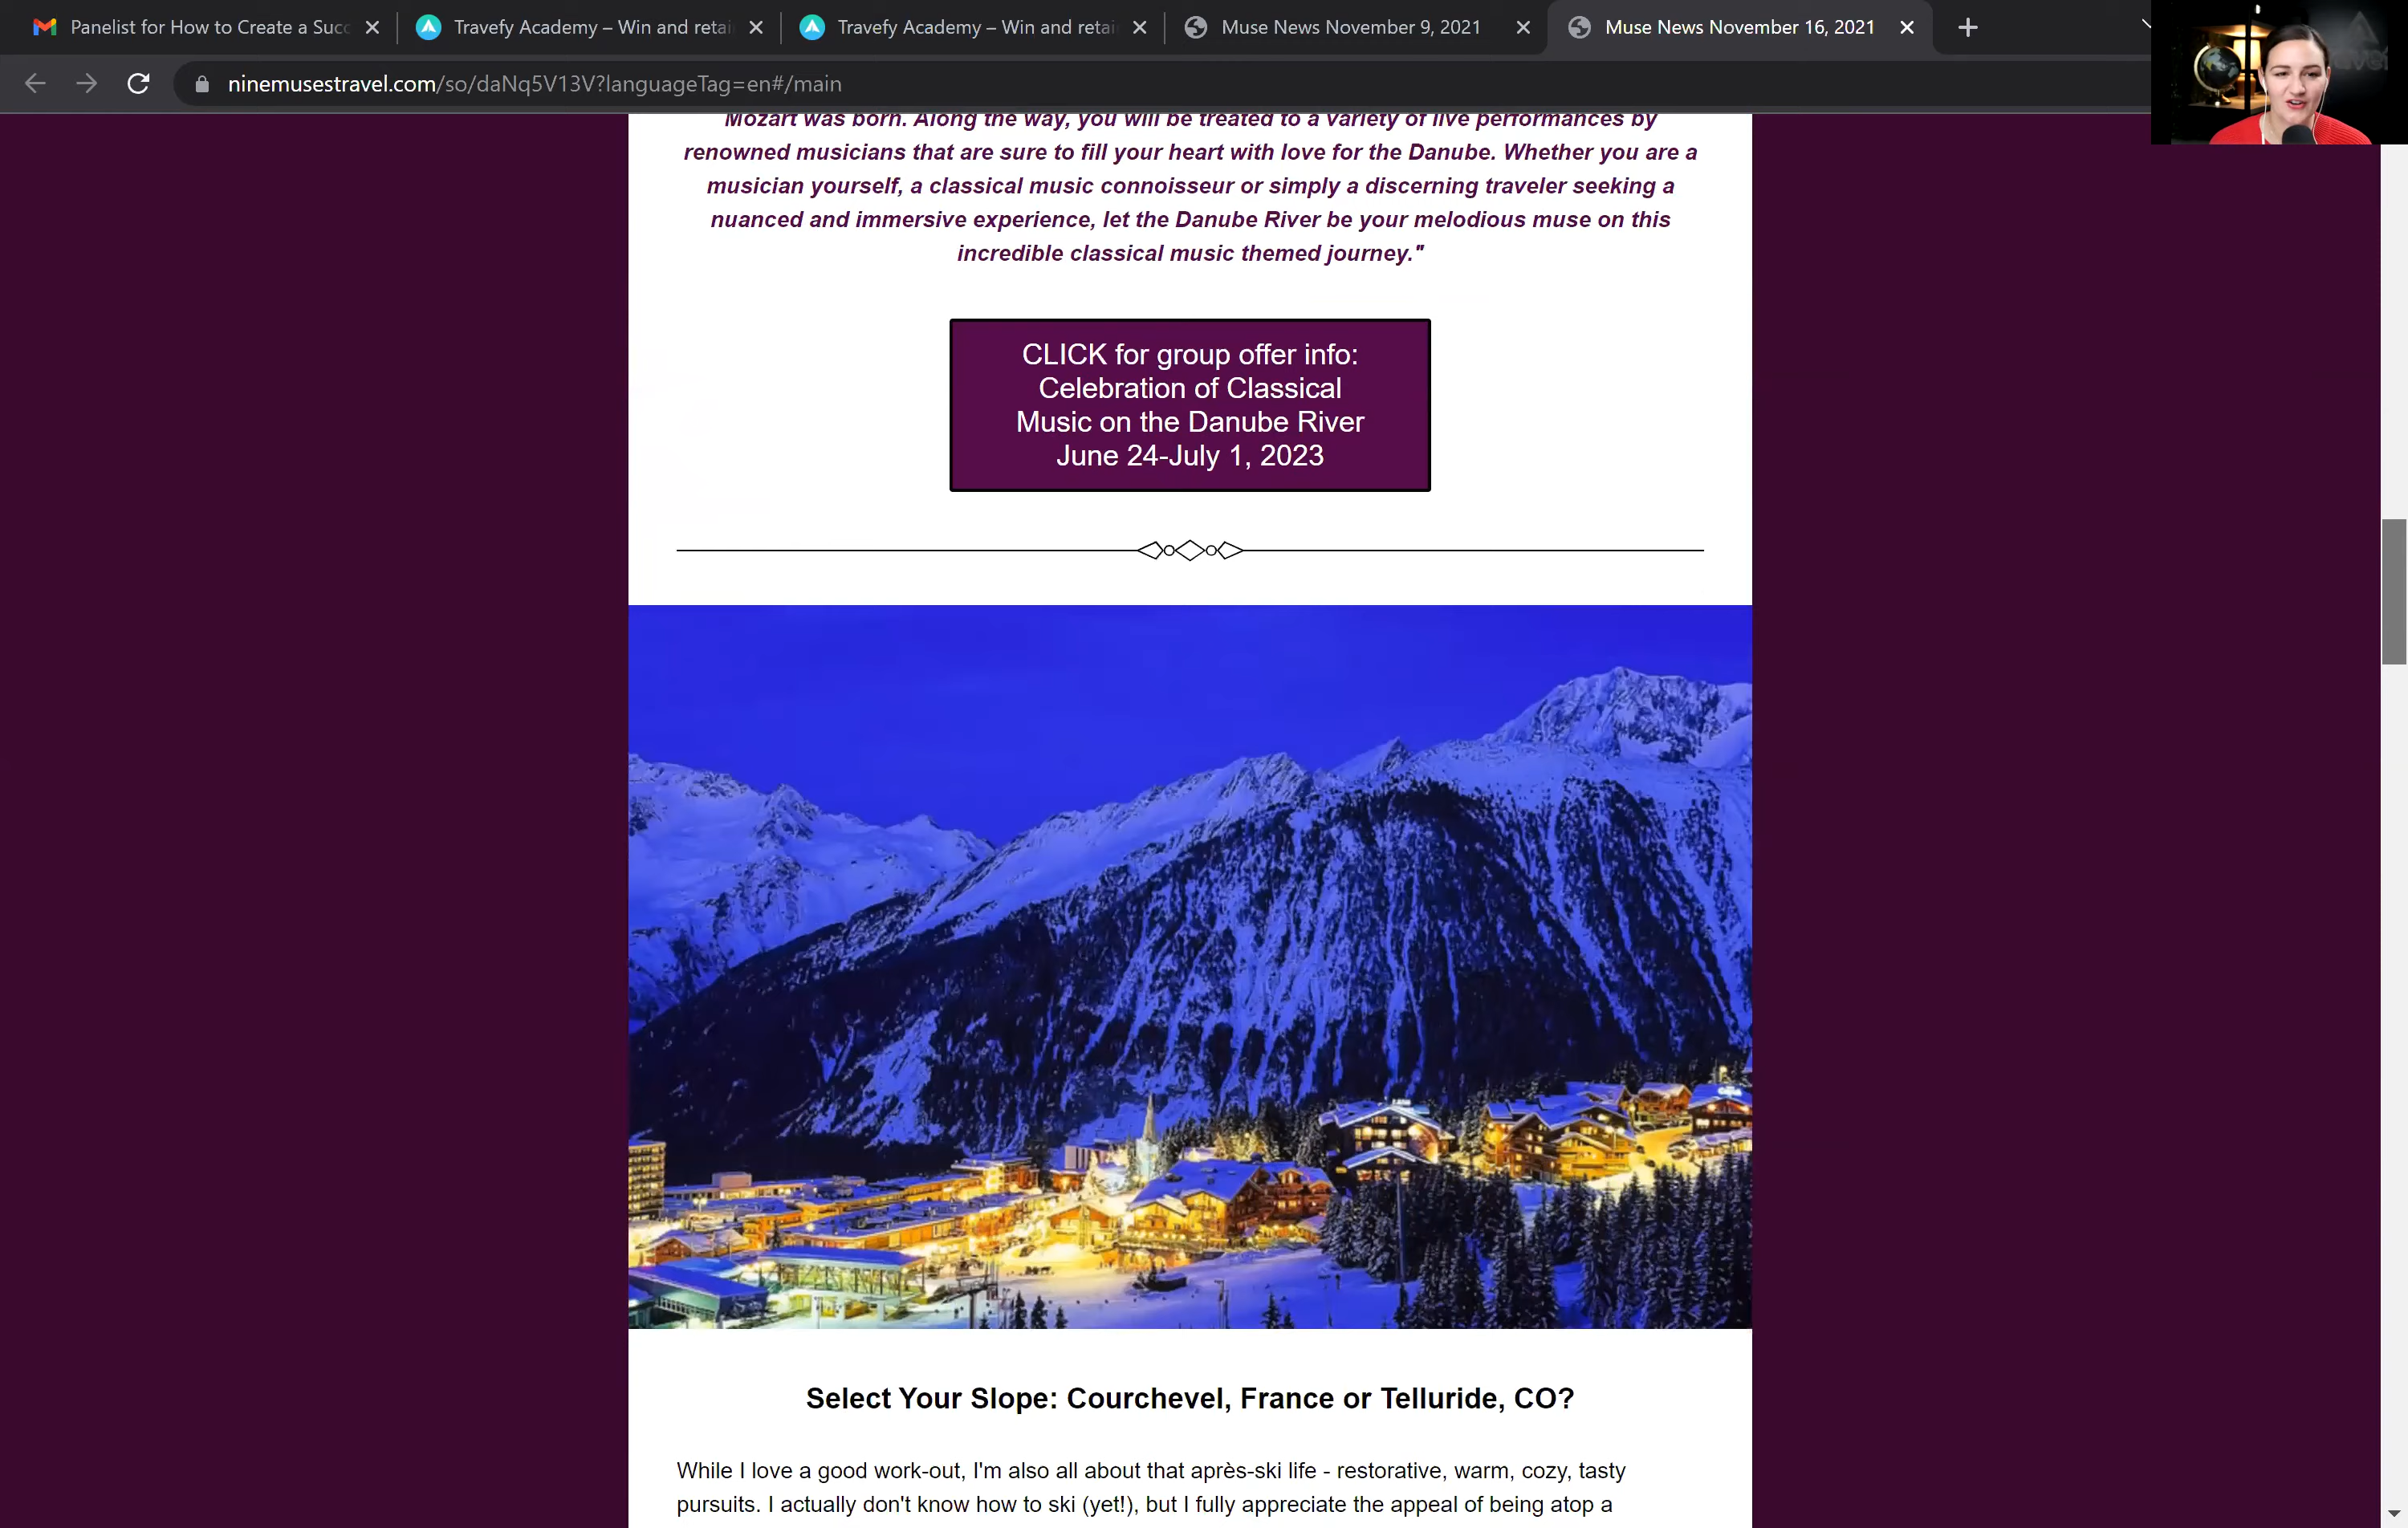 Panelist for How to Create a Succ
Travefy Academy – Win and retai
Travefy Academy – Win and retai
Muse News November 9, 2021
Muse News November 16, 2021
ninemusestravel.com/so/daNq5V13V?languageTag=en#/main
Mozart was born. Along the way, you will be treated to a variety of live performances by
renowned musicians that are sure to fill your heart with love for the Danube. Whether you are a
musician yourself, a classical music connoisseur or simply a discerning traveler seeking a
nuanced and immersive experience, let the Danube River be your melodious muse on this
incredible classical music themed journey."
CLICK for group offer info:
Celebration of Classical
Music on the Danube River
June 24-July 1, 2023
Select Your Slope: Courchevel, France or Telluride, CO?
While I love a good work-out, I'm also all about that après-ski life - restorative, warm, cozy, tasty
pursuits. I actually don't know how to ski (yet!), but I fully appreciate the appeal of being atop a